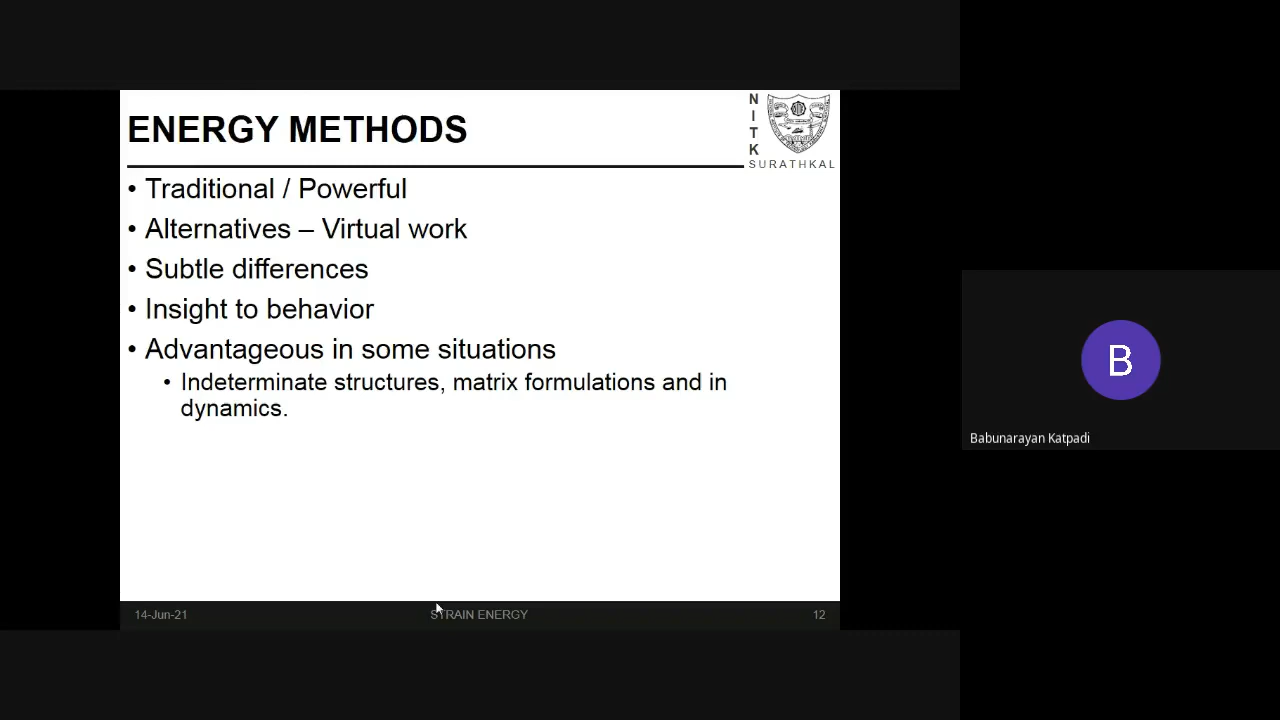 ENERGY METHODS
N
I
T
K
SURATHKAL
• Traditional / Powerful
• Alternatives – Virtual work
• Subtle differences
• Insight to behavior
• Advantageous in some situations
• Indeterminate structures, matrix formulations and in
dynamics.
14-Jun-21
STRAIN ENERGY
12
B
Babunarayan Katpadi